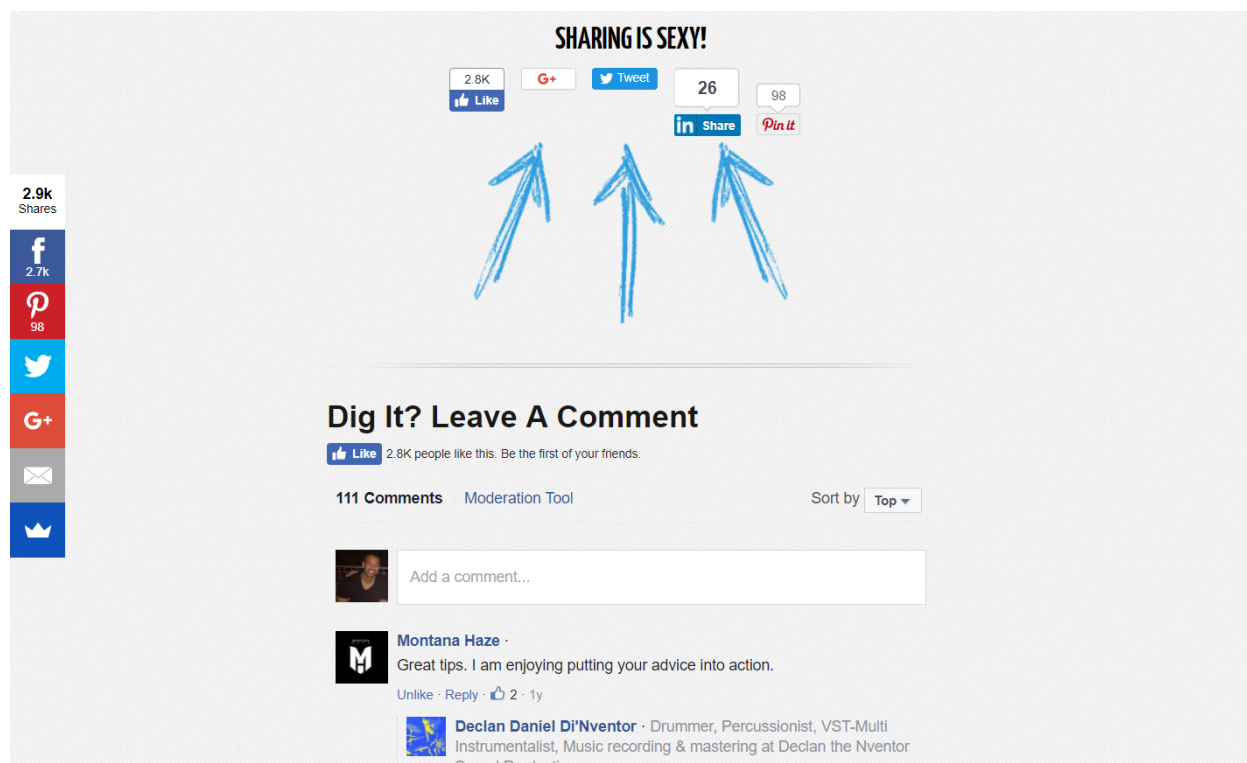 SHARING IS SEXY!
2.8K
Like
G+
Tweet
26
in Share
98
Pin it
2.9k
Shares
f
2.7k
98
G+
Dig It? Leave A Comment
Like 2.8K people like this. Be the first of your friends.
111 Comments Moderation Tool Sort by Top
Add a comment...
Montana Haze ·
M
Great tips. I am enjoying putting your advice into action.
Unlike · Reply · 2 · 1y
Declan Daniel Di'Nventor · Drummer, Percussionist, VST-Multi
Instrumentalist, Music recording & mastering at Declan the Nventor